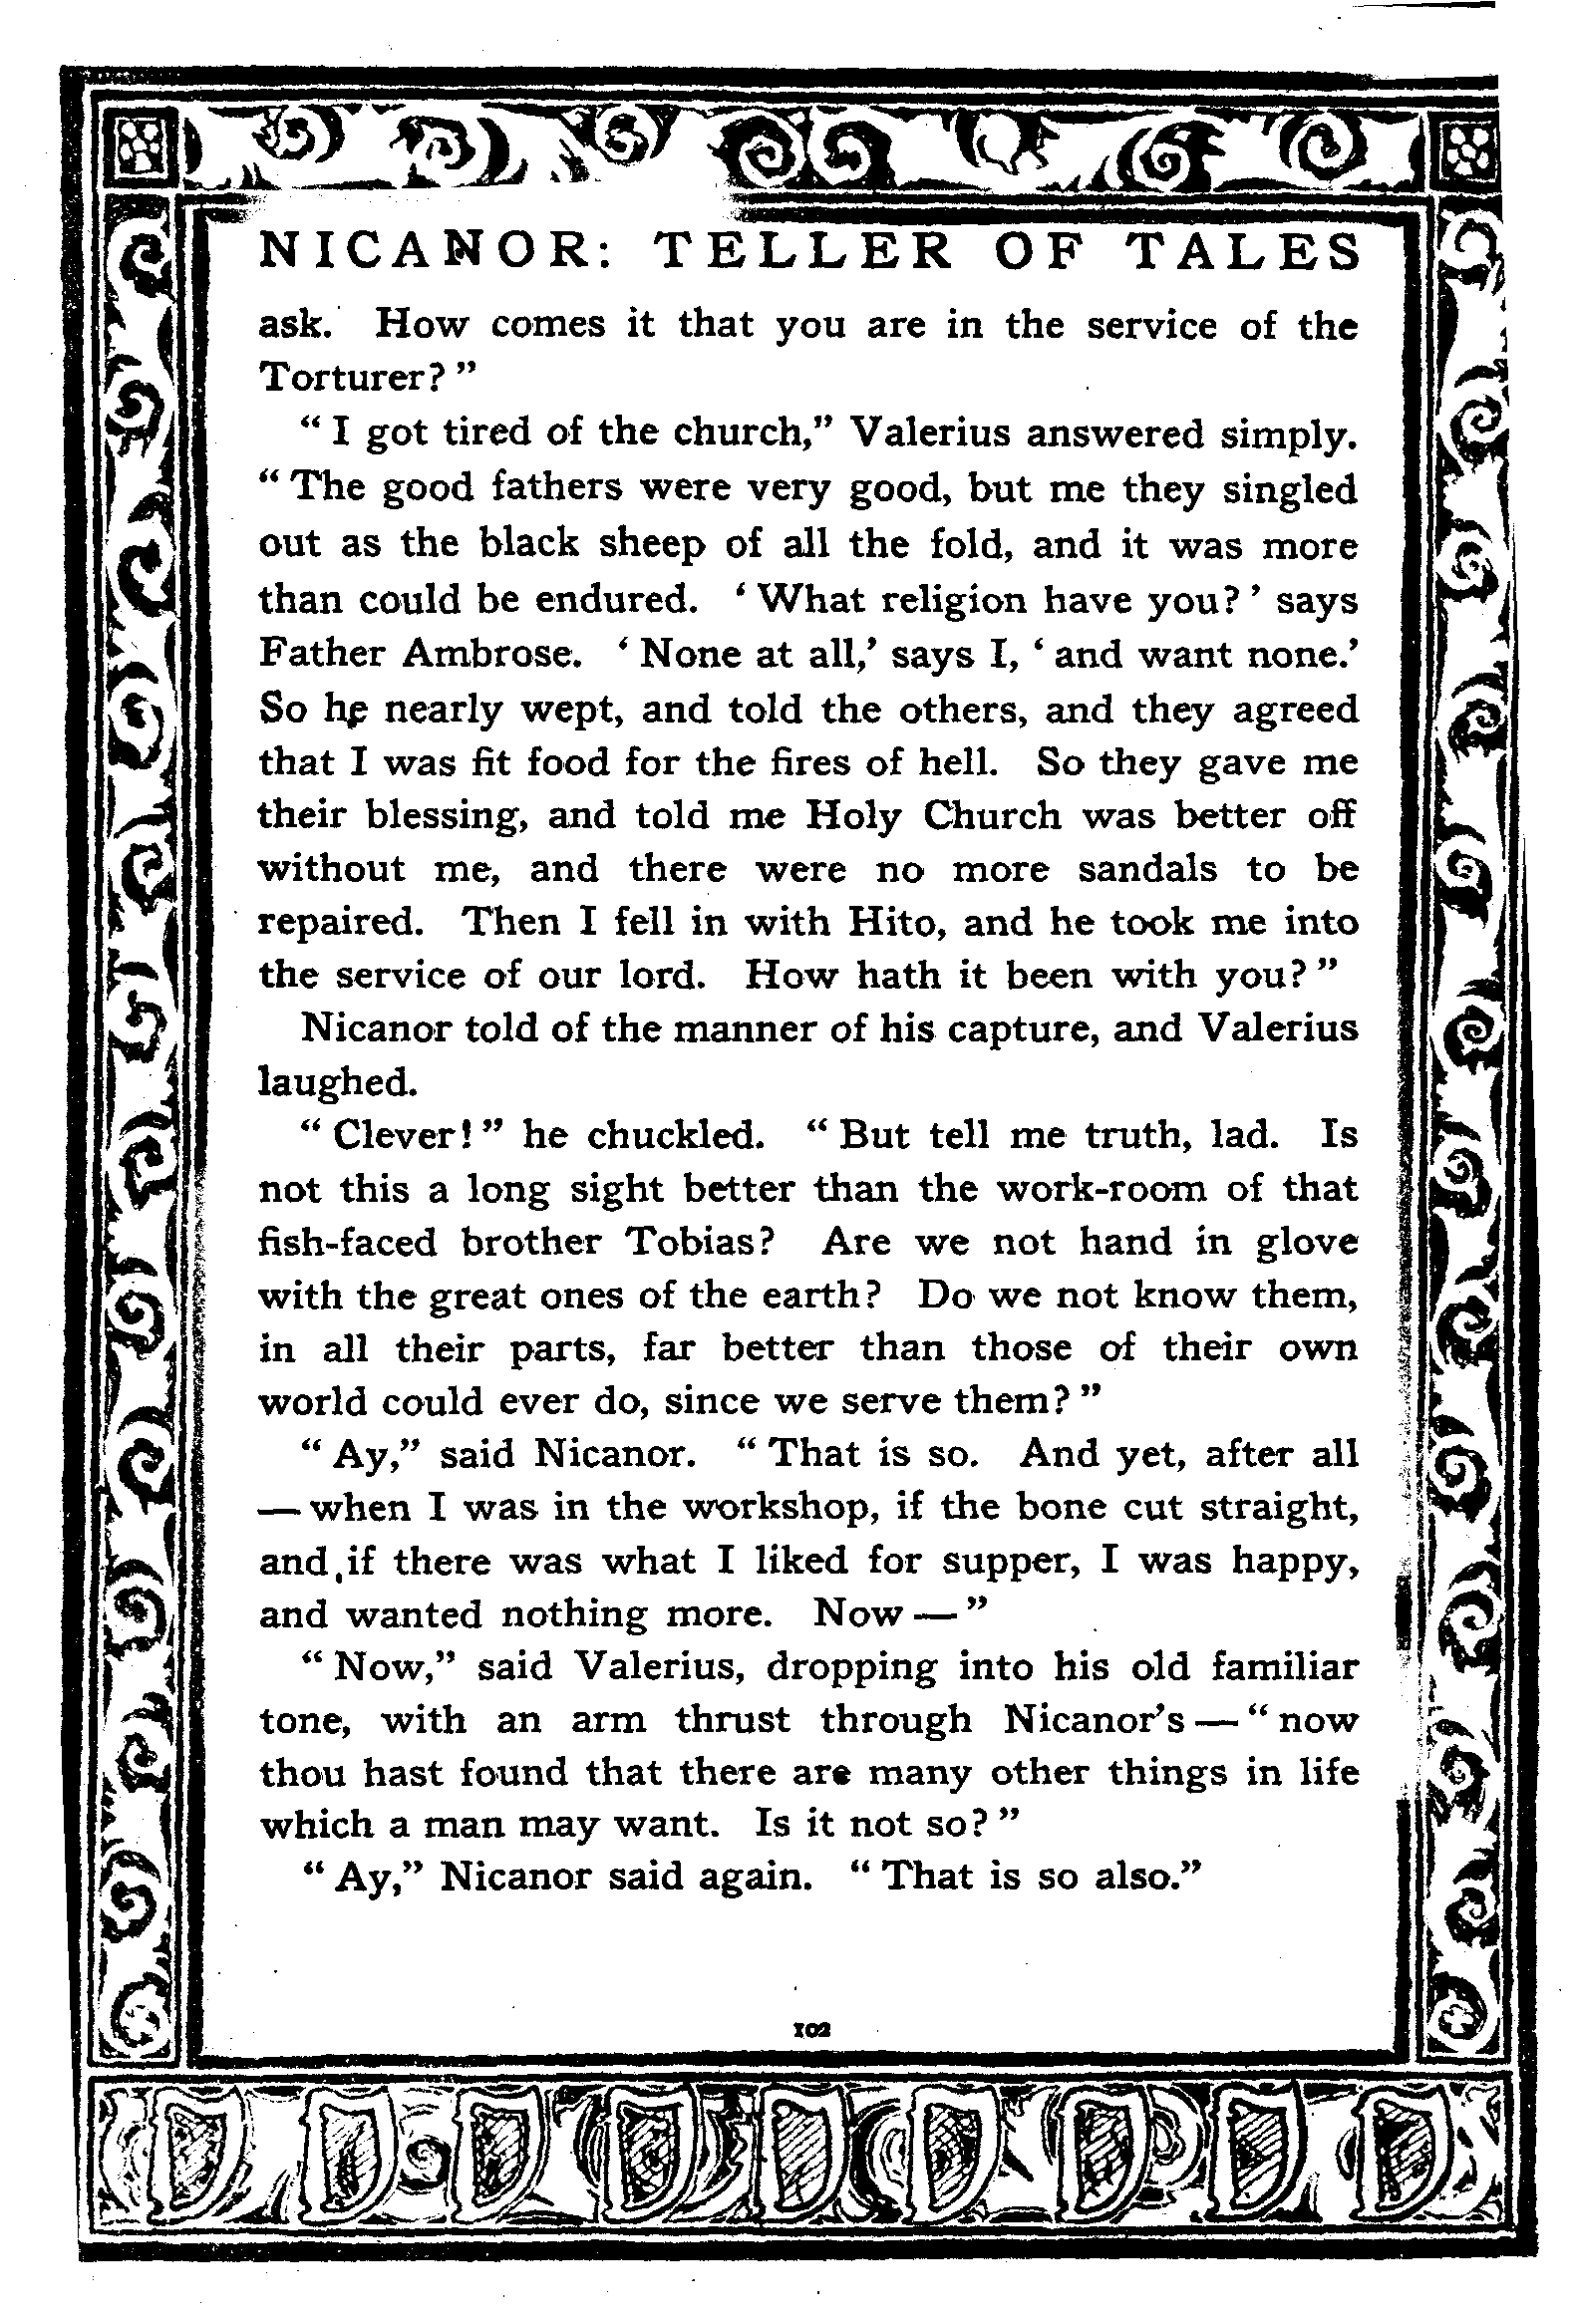 NICANOR: TELLER OF TALES
ask. How comes it that you are in the service of the
Torturer?”
“I got tired of the church,” Valerius answered simply.
“The good fathers were very good, but me they singled
out as the black sheep of all the fold, and it was more
than could be endured. ‘What religion have you?’ says
Father Ambrose. ‘None at all,’ says I, ‘and want none.’
So he nearly wept, and told the others, and they agreed
that I was fit food for the fires of hell. So they gave me
their blessing, and told me Holy Church was better off
without me, and there were no more sandals to be
repaired. Then I fell in with Hito, and he took me into
the service of our lord. How hath it been with you?”
Nicanor told of the manner of his capture, and Valerius
laughed.
“Clever!” he chuckled. “But tell me truth, lad. Is
not this a long sight better than the work-room of that
fish-faced brother Tobias? Are we not hand in glove
with the great ones of the earth? Do we not know them,
in all their parts, far better than those of their own
world could ever do, since we serve them?”
“Ay,” said Nicanor. “That is so. And yet, after all
—when I was in the workshop, if the bone cut straight,
and if there was what I liked for supper, I was happy,
and wanted nothing more. Now—”
“Now,” said Valerius, dropping into his old familiar
tone, with an arm thrust through Nicanor’s—“now
thou hast found that there are many other things in life
which a man may want. Is it not so?”
“Ay,” Nicanor said again. “That is so also.”
102